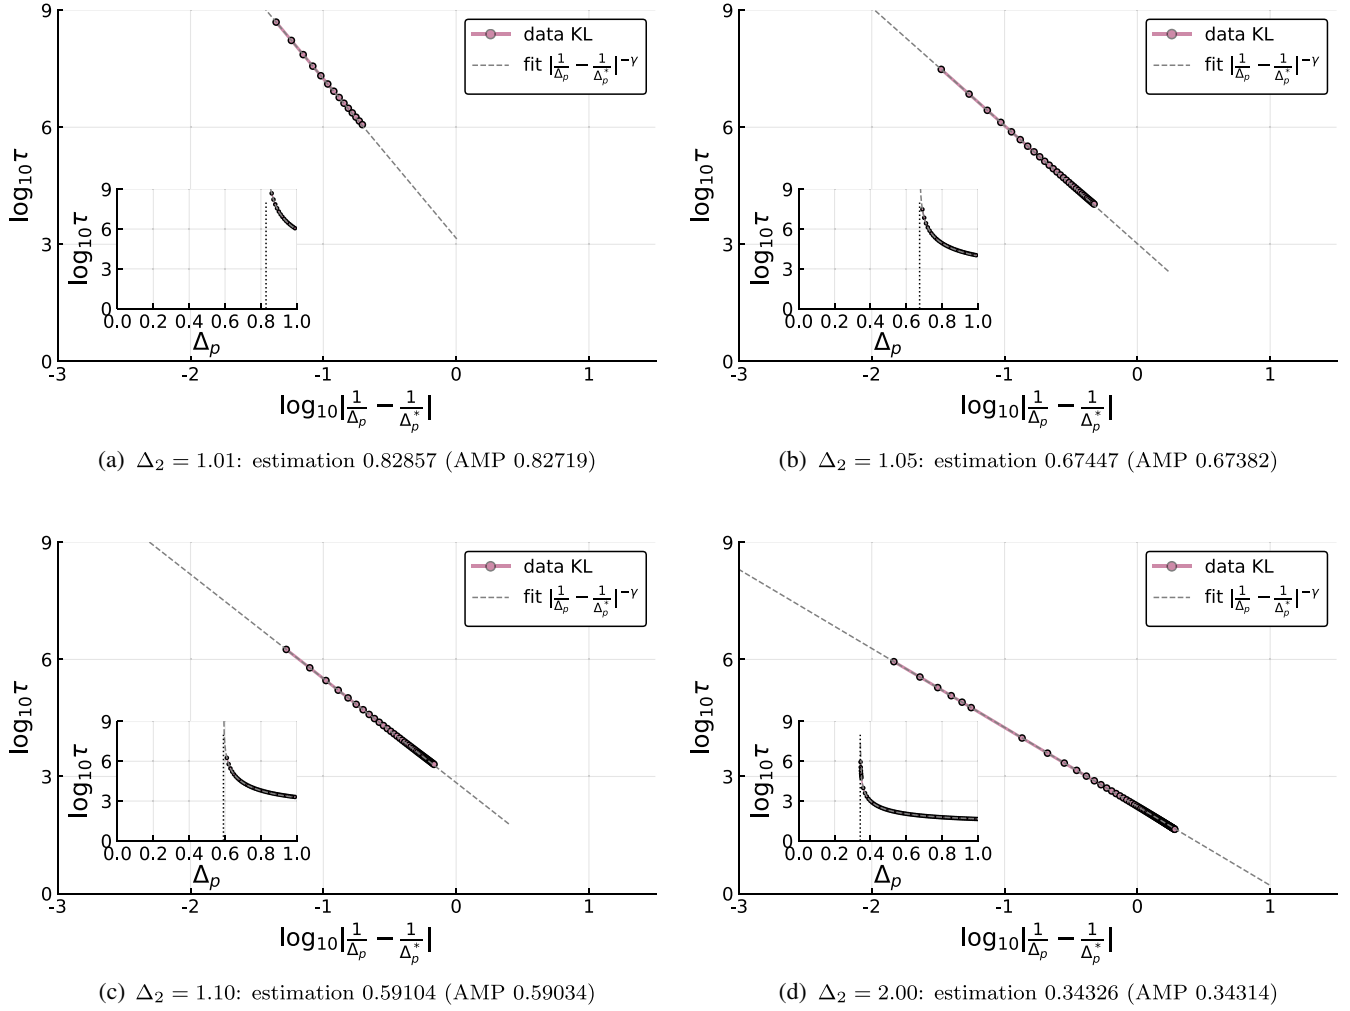 9
6
3
0
log₁₀τ
data KL
fit |1/Δp − 1/Δp*|^−γ
9
6
3
0
log₁₀τ
0.0 0.2 0.4 0.6 0.8 1.0
Δp
-3 -2 -1 0 1
log₁₀|1/Δp − 1/Δp*|
(a) Δ₂ = 1.01: estimation 0.82857 (AMP 0.82719)
9
6
3
0
log₁₀τ
data KL
fit |1/Δp − 1/Δp*|^−γ
9
6
3
0
log₁₀τ
0.0 0.2 0.4 0.6 0.8 1.0
Δp
-3 -2 -1 0 1
log₁₀|1/Δp − 1/Δp*|
(b) Δ₂ = 1.05: estimation 0.67447 (AMP 0.67382)
9
6
3
0
log₁₀τ
data KL
fit |1/Δp − 1/Δp*|^−γ
9
6
3
0
log₁₀τ
0.0 0.2 0.4 0.6 0.8 1.0
Δp
-3 -2 -1 0 1
log₁₀|1/Δp − 1/Δp*|
(c) Δ₂ = 1.10: estimation 0.59104 (AMP 0.59034)
9
6
3
0
log₁₀τ
data KL
fit |1/Δp − 1/Δp*|^−γ
9
6
3
0
log₁₀τ
0.0 0.2 0.4 0.6 0.8 1.0
Δp
-3 -2 -1 0 1
log₁₀|1/Δp − 1/Δp*|
(d) Δ₂ = 2.00: estimation 0.34326 (AMP 0.34314)